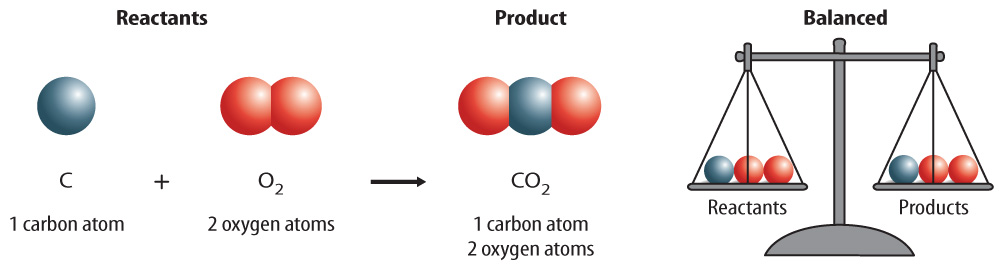 Reactants
Product
Balanced
C + O₂ → CO₂
1 carbon atom
2 oxygen atoms
1 carbon atom
2 oxygen atoms
Reactants
Products